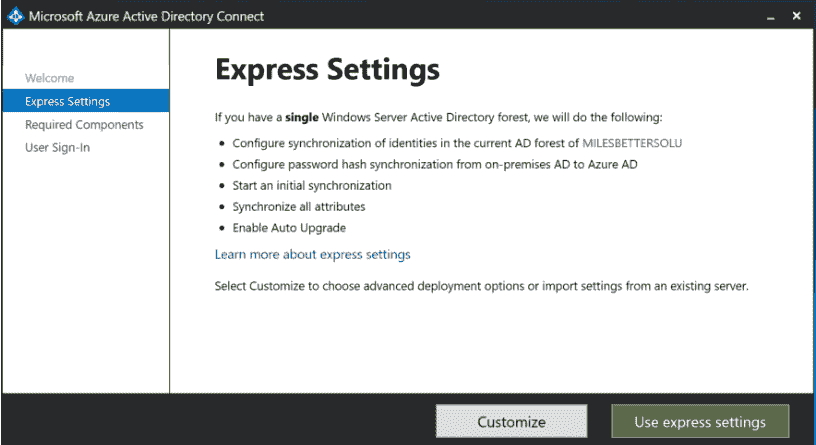 Microsoft Azure Active Directory Connect
Welcome
Express Settings
Required Components
User Sign-In
Express Settings
If you have a single Windows Server Active Directory forest, we will do the following:
Configure synchronization of identities in the current AD forest of MILESBETTERSOLU
Configure password hash synchronization from on-premises AD to Azure AD
Start an initial synchronization
Synchronize all attributes
Enable Auto Upgrade
Learn more about express settings
Select Customize to choose advanced deployment options or import settings from an existing server.
Customize
Use express settings